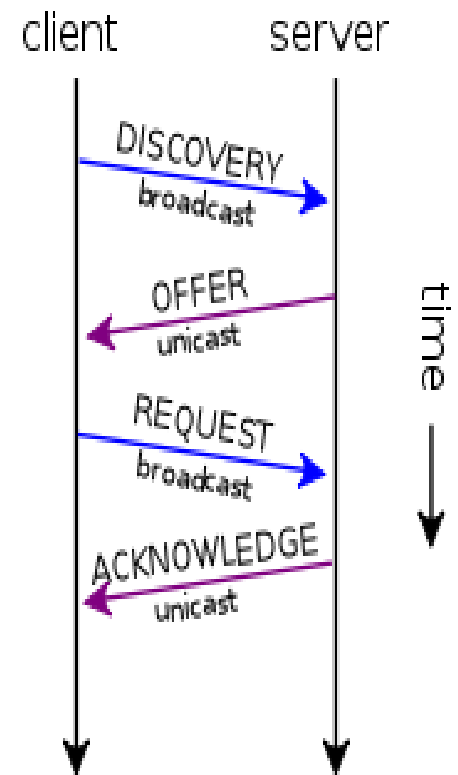 client
server
DISCOVERY
broadcast
OFFER
unicast
time
REQUEST
broadcast
ACKNOWLEDGE
unicast